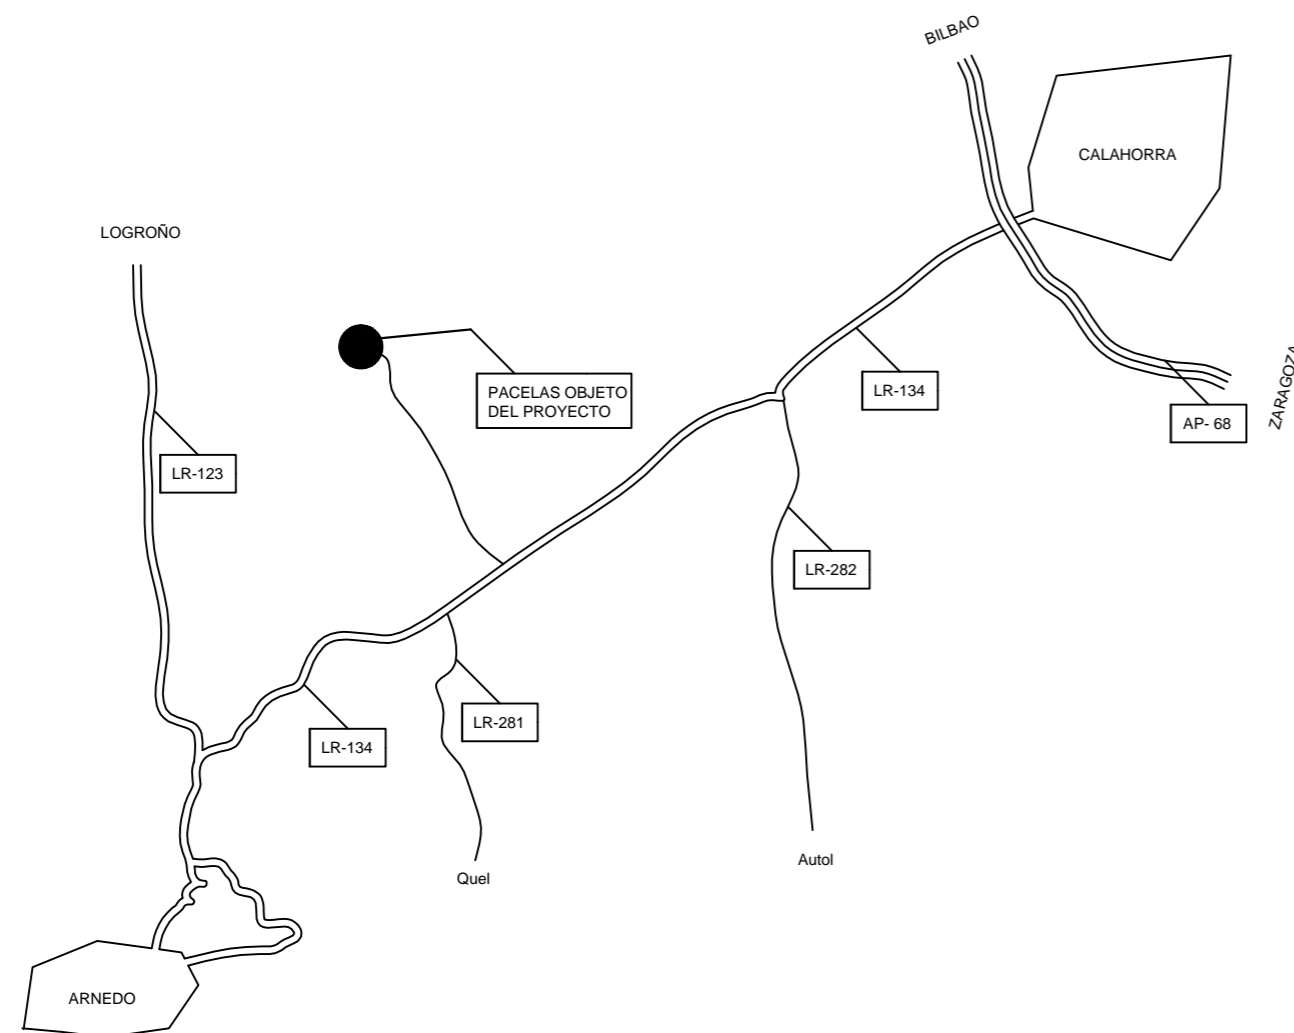 BILBAO
CALAHORRA
LOGROÑO
ZARAGOZA
PACELAS OBJETO
DEL PROYECTO
LR-134
AP- 68
LR-123
LR-282
LR-281
LR-134
Autol
Quel
ARNEDO